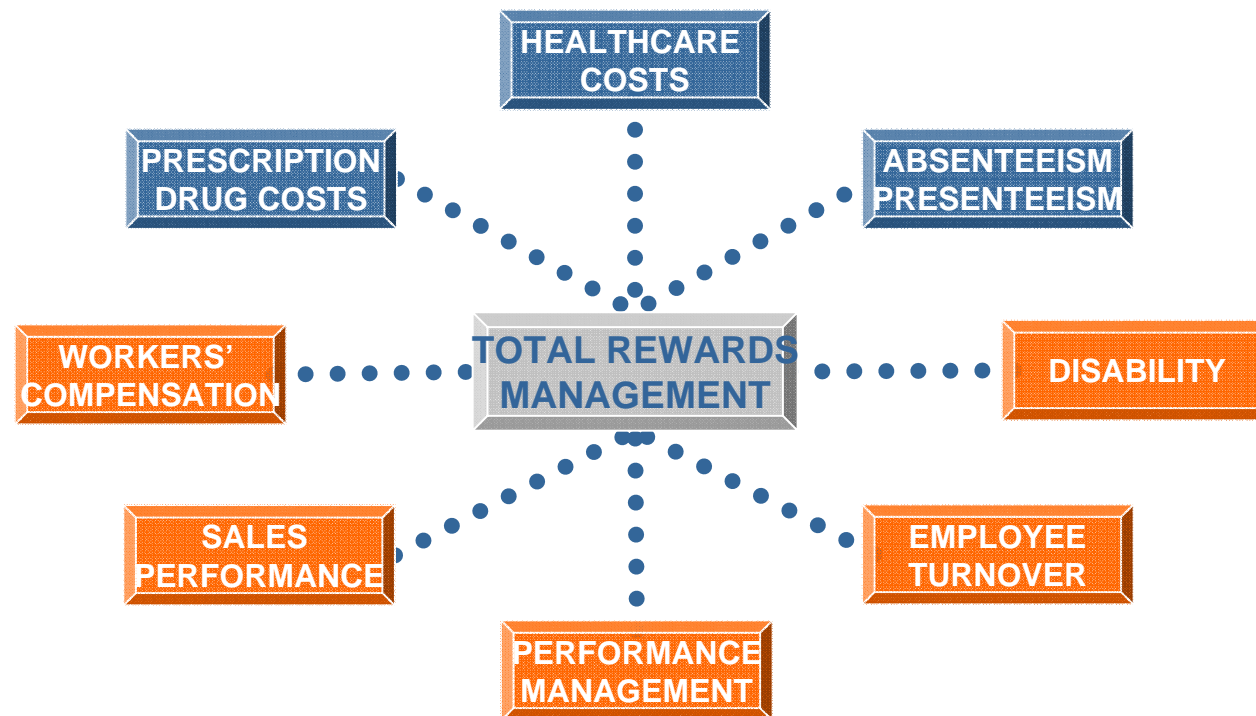 HEALTHCARE
COSTS
PRESCRIPTION
DRUG COSTS
ABSENTEEISM
PRESENTEEISM
WORKERS’
COMPENSATION
TOTAL REWARDS
MANAGEMENT
DISABILITY
SALES
PERFORMANCE
EMPLOYEE
TURNOVER
PERFORMANCE
MANAGEMENT